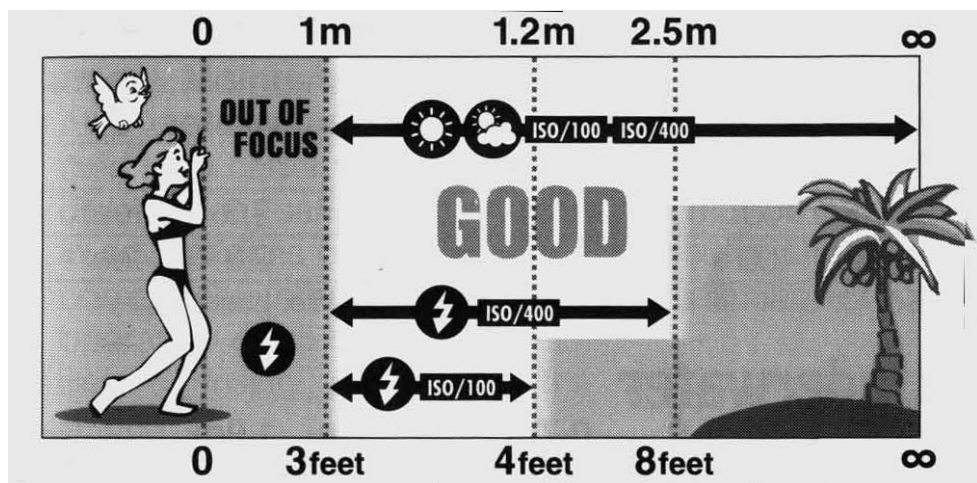 0 1m 1.2m 2.5m ∞
OUT OF
FOCUS
ISO/100 ISO/400
GOOD
ISO/400
ISO/100
0 3feet 4feet 8feet ∞